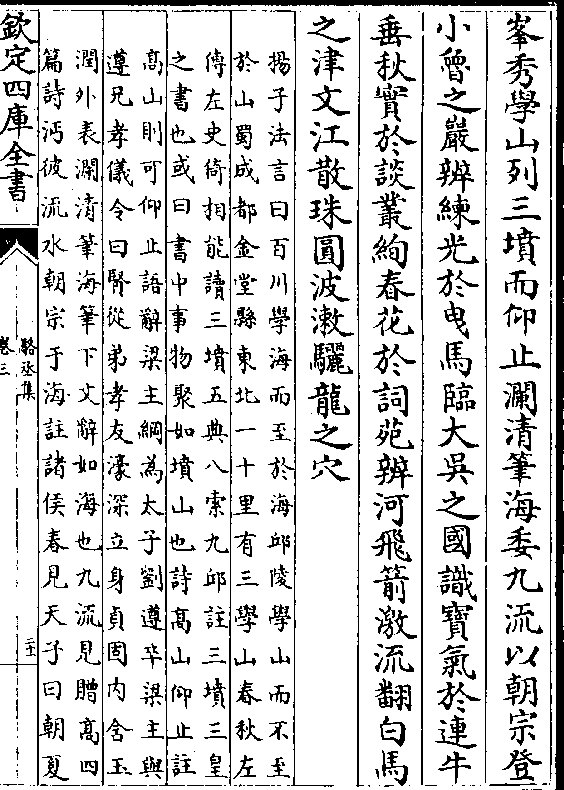 峯秀學山列三墳而仰止瀾清筆海委九流以朝宗登
小魯之巖辨練光於曳馬臨大吳之國識寶氣於連牛
垂秋實於談叢絢春花於詞苑辨河飛箭激流翻白馬
之津文江散珠圓波漱驪龍之穴
揚子法言曰百川學海而至於海邱陵學山而不至
於山蜀成都金堂縣東北一十里有三學山春秋左
傳左史倚相能讀三墳五典八索九邱註三墳三皇
之書也或曰書中事物聚如墳山也詩高山仰止註
高山則可仰止語辭梁主綱為太子劉遵卒梁主與
遵兄孝儀令曰賢從弟孝友濠深立身貞固内含玉
潤外表瀾清筆海筆下文辭如海也九流見贈高四
篇詩沔彼流水朝宗于海註諸侯春見天子曰朝夏
欽定四庫全書
駱丞集
卷三